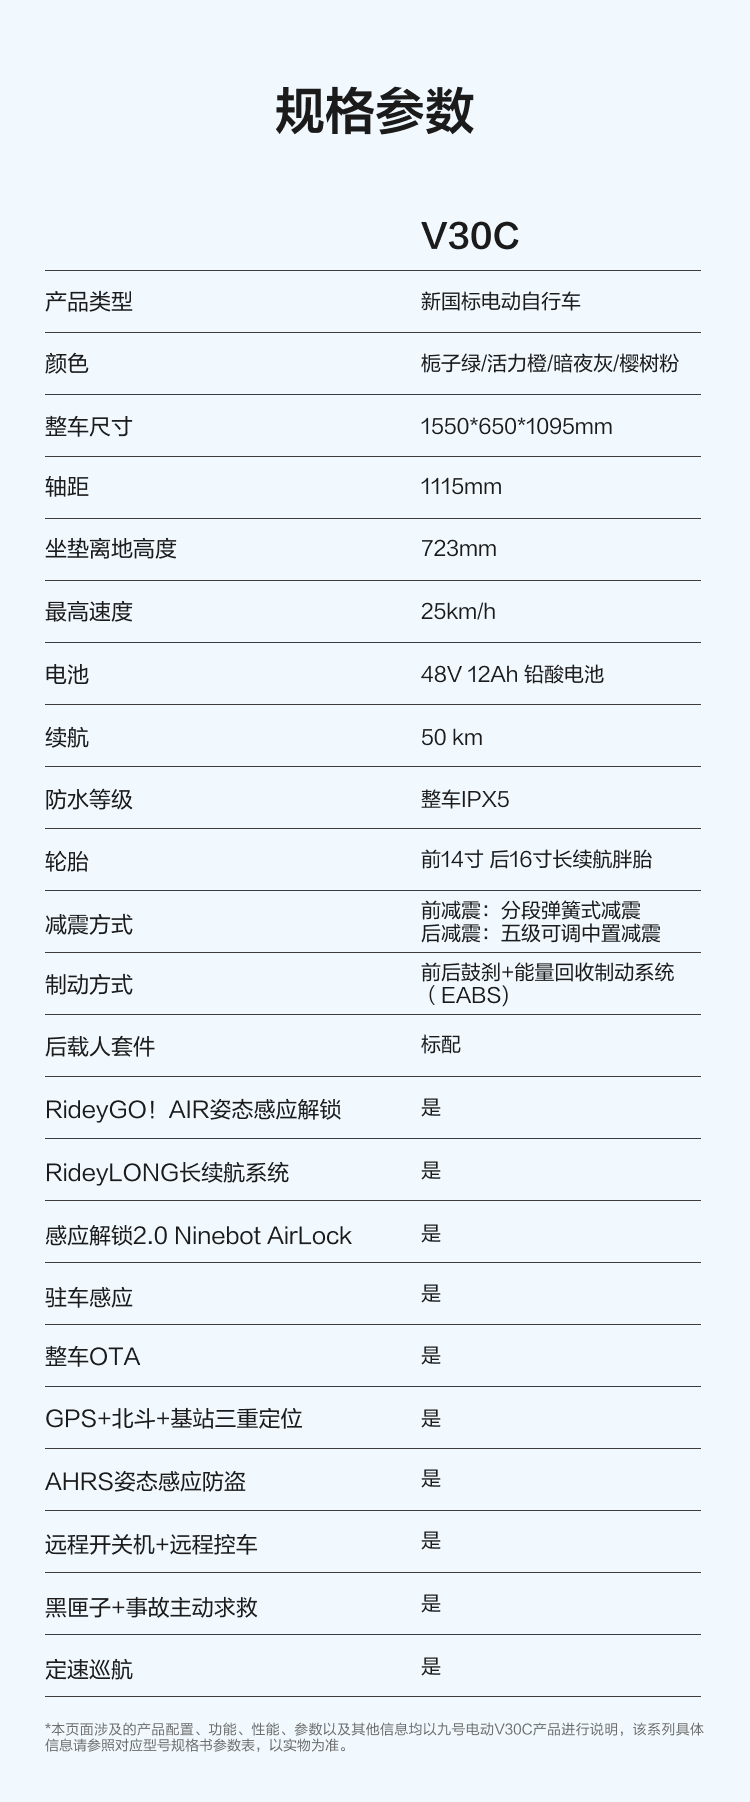 规格参数
V30C
产品类型 新国标电动自行车
颜色 栀子绿/活力橙/暗夜灰/樱树粉
整车尺寸 1550*650*1095mm
轴距 1115mm
坐垫离地高度 723mm
最高速度 25km/h
电池 48V 12Ah 铅酸电池
续航 50 km
防水等级 整车IPX5
轮胎 前14寸 后16寸长续航胖胎
减震方式 前减震：分段弹簧式减震
后减震：五级可调中置减震
制动方式 前后鼓刹+能量回收制动系统
（ EABS）
后载人套件 标配
RideyGO！AIR姿态感应解锁 是
RideyLONG长续航系统 是
感应解锁2.0 Ninebot AirLock 是
驻车感应 是
整车OTA 是
GPS+北斗+基站三重定位 是
AHRS姿态感应防盗 是
远程开关机+远程控车 是
黑匣子+事故主动求救 是
定速巡航 是
*本页面涉及的产品配置、功能、性能、参数以及其他信息均以九号电动V30C产品进行说明，该系列具体
信息请参照对应型号规格书参数表，以实物为准。